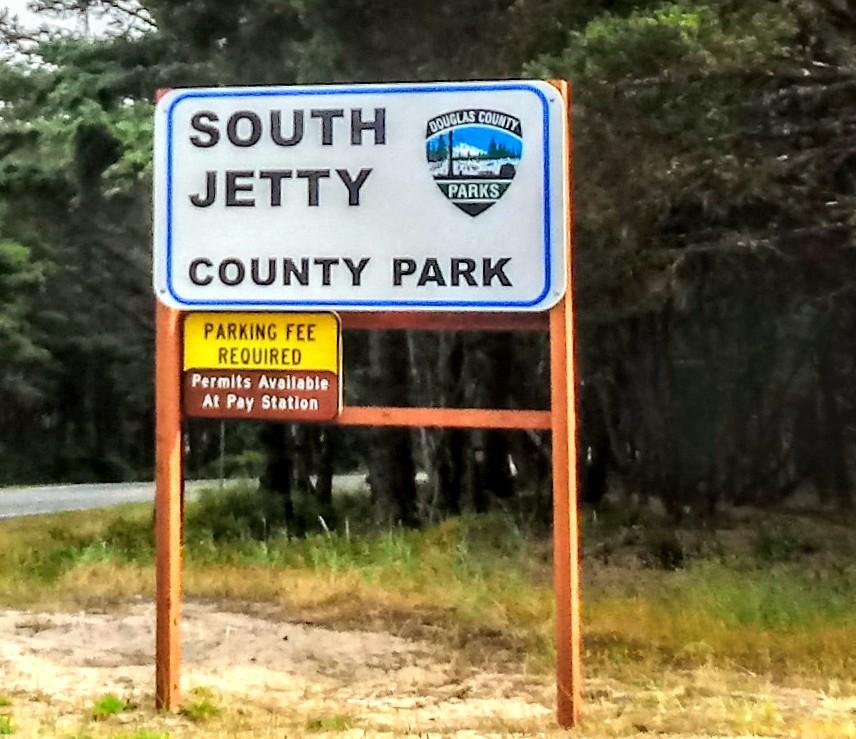 SOUTH
JETTY
COUNTY PARK
DOUGLAS COUNTY
PARKS
PARKING FEE
REQUIRED
Permits Available
At Pay Station